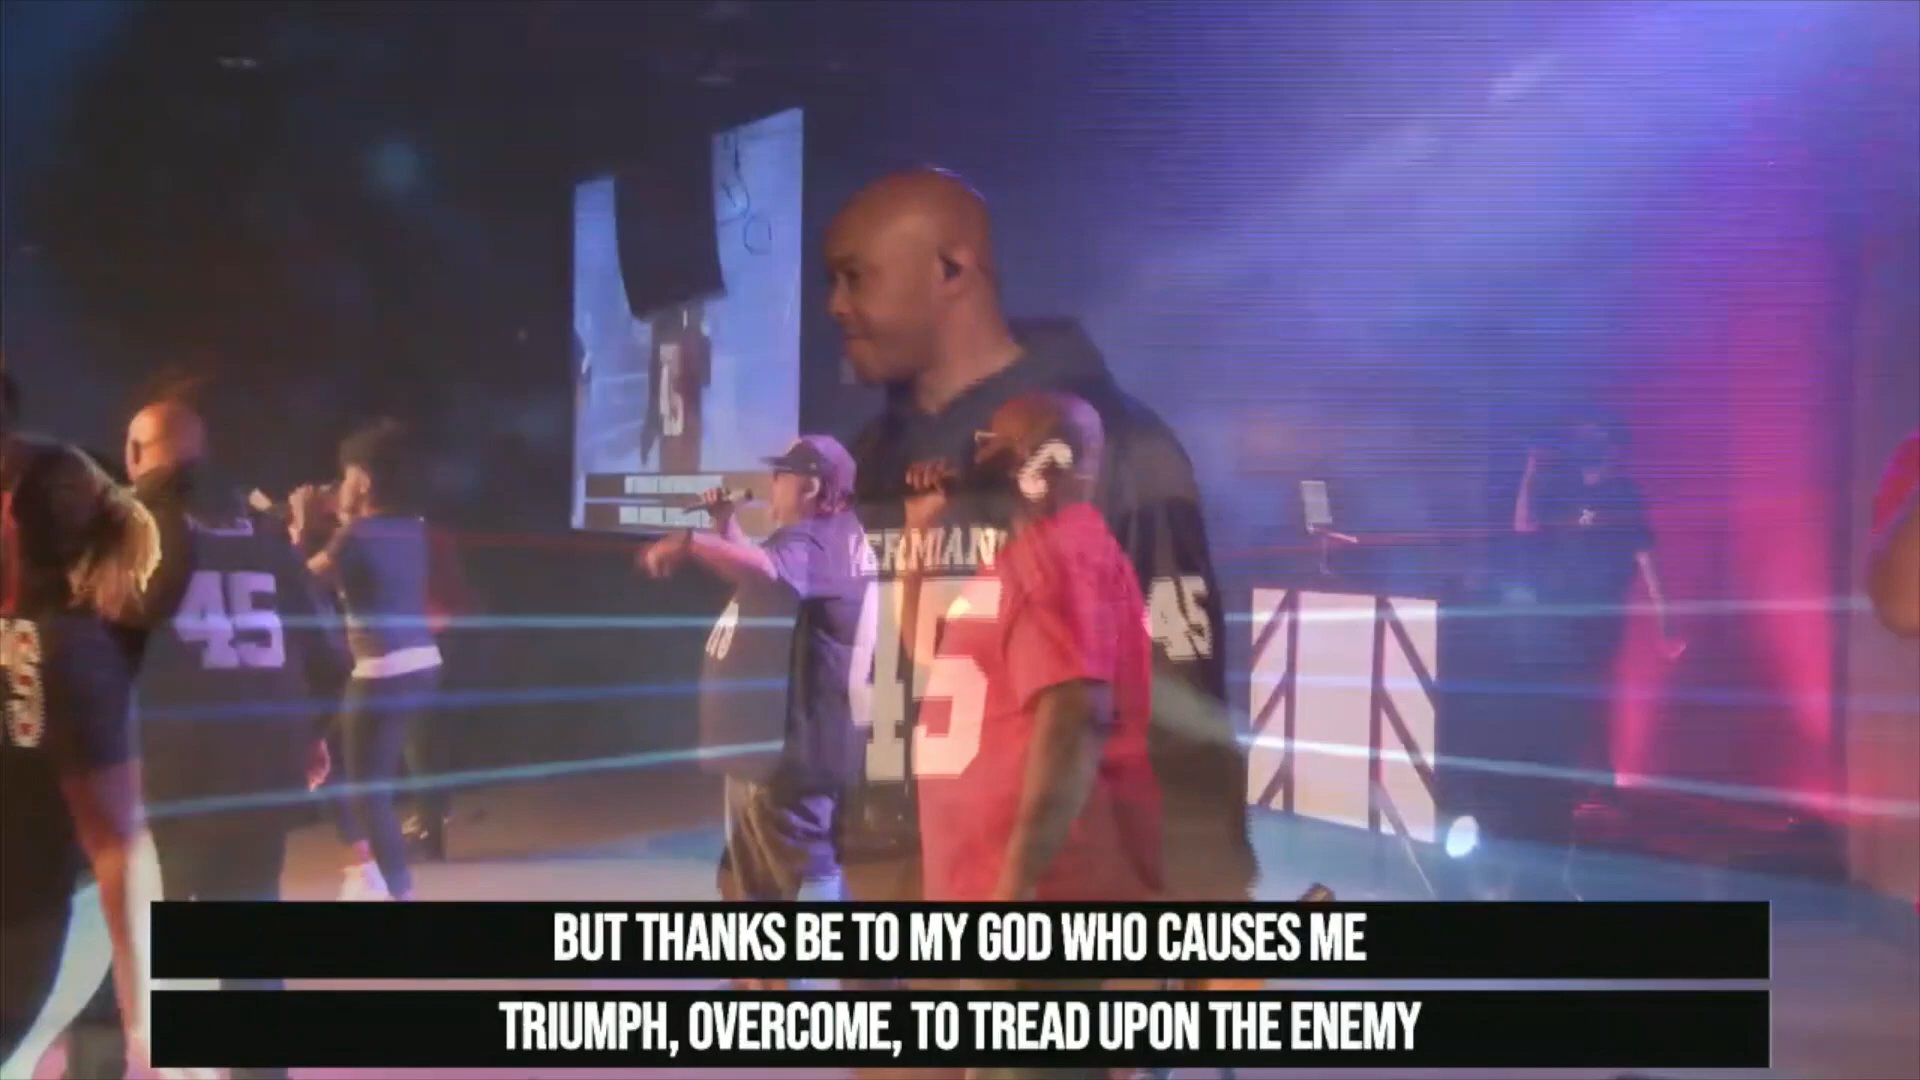 PERMIAN
45
45
45
45
BUT THANKS BE TO MY GOD WHO CAUSES ME
TRIUMPH, OVERCOME, TO TREAD UPON THE ENEMY